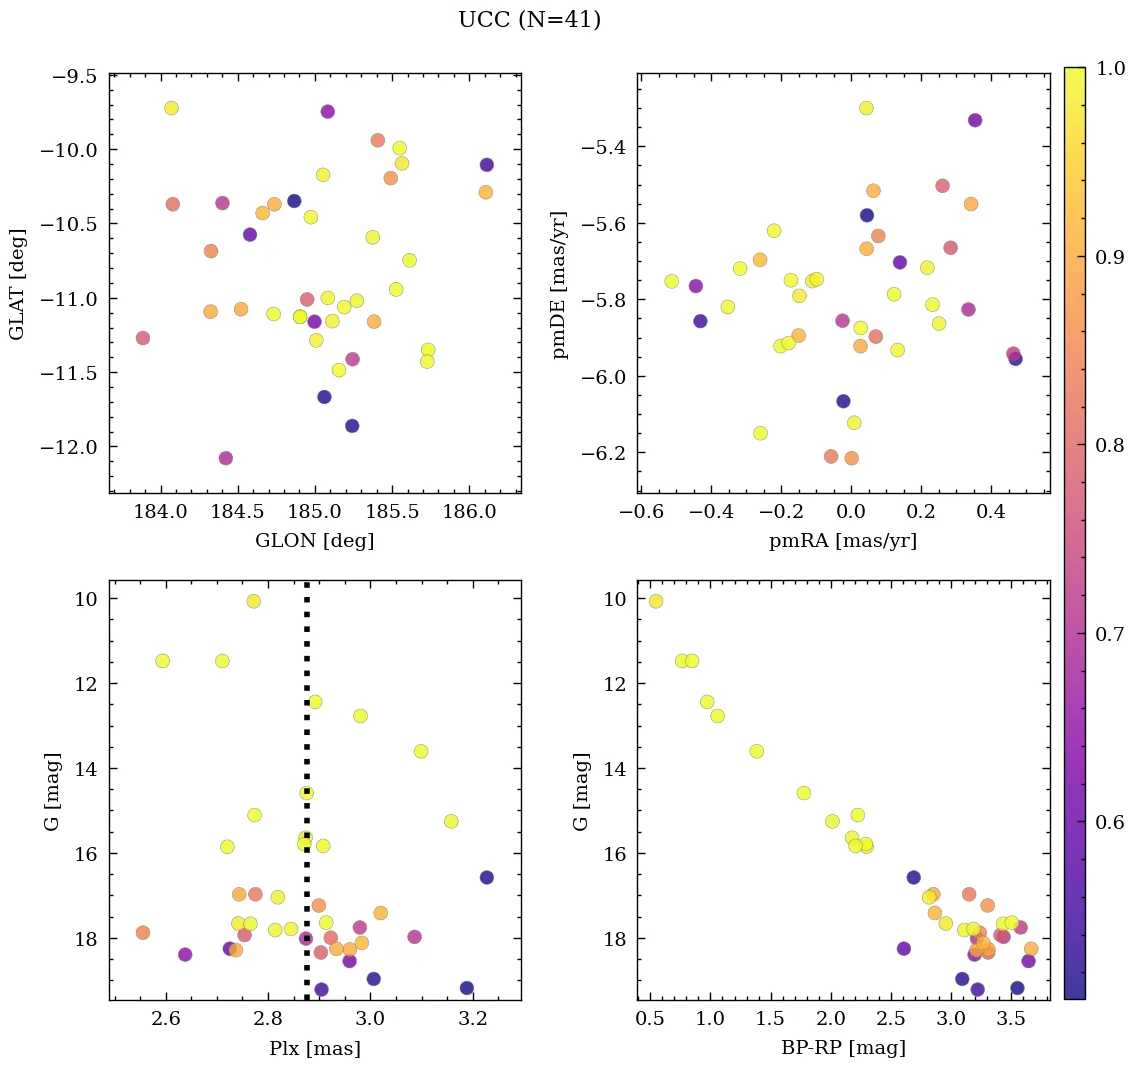 UCC (N=41)
−9.5
−10.0
−10.5
−11.0
−11.5
−12.0
GLAT [deg]
184.0 184.5 185.0 185.5 186.0
GLON [deg]
−5.4
−5.6
−5.8
−6.0
−6.2
pmDE [mas/yr]
−0.6 −0.4 −0.2 0.0 0.2 0.4
pmRA [mas/yr]
10
12
14
16
18
G [mag]
2.6 2.8 3.0 3.2
Plx [mas]
10
12
14
16
18
G [mag]
0.5 1.0 1.5 2.0 2.5 3.0 3.5
BP-RP [mag]
1.0
0.9
0.8
0.7
0.6